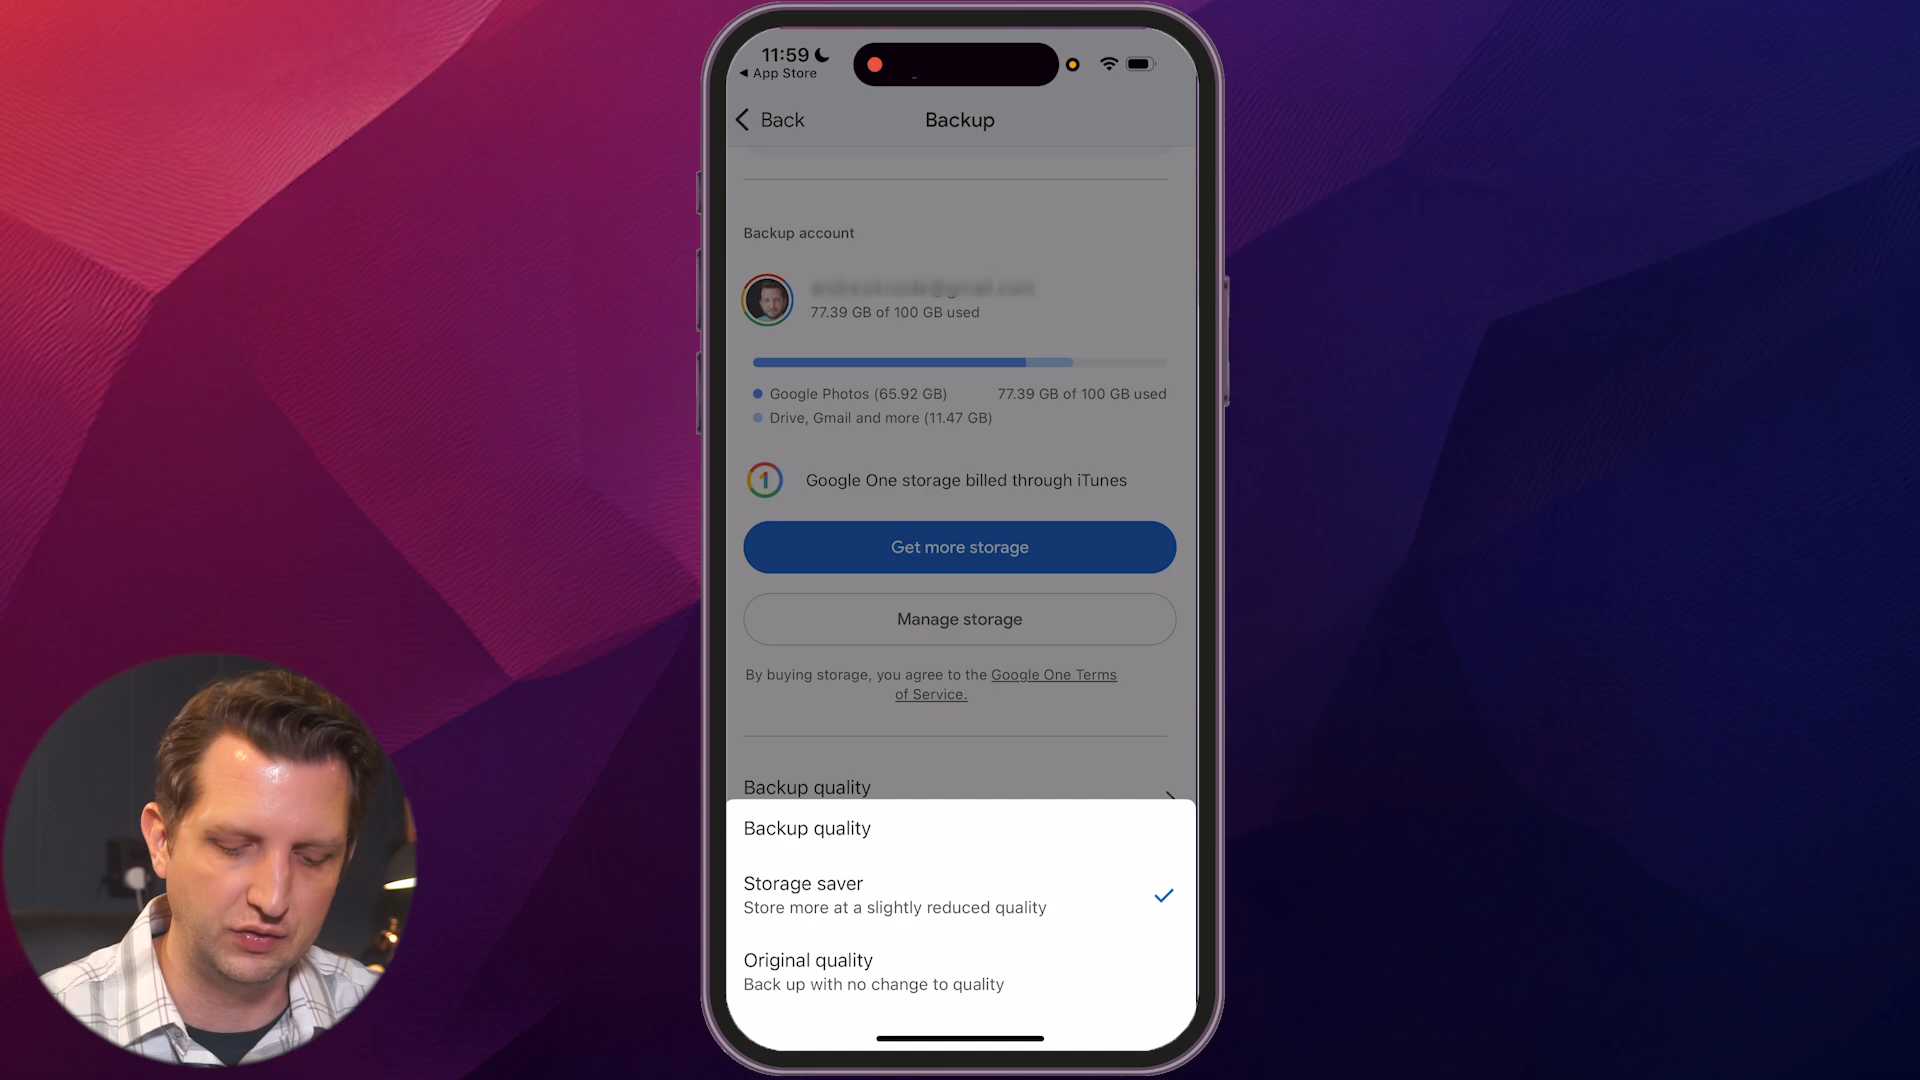 11:59
◀ App Store
Back
Backup
Backup account
77.39 GB of 100 GB used
Google Photos (65.92 GB)
77.39 GB of 100 GB used
Drive, Gmail and more (11.47 GB)
1
Google One storage billed through iTunes
Get more storage
Manage storage
By buying storage, you agree to the Google One Terms
of Service.
Backup quality
Backup quality
Storage saver
Store more at a slightly reduced quality
Original quality
Back up with no change to quality